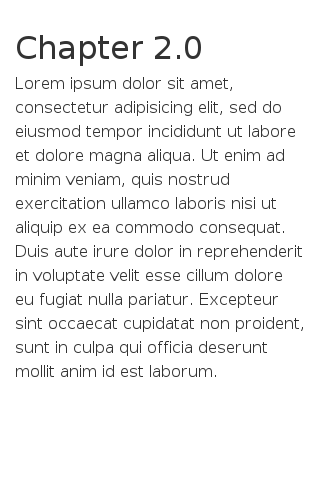 Chapter 2.0
Lorem ipsum dolor sit amet,
consectetur adipisicing elit, sed do
eiusmod tempor incididunt ut labore
et dolore magna aliqua. Ut enim ad
minim veniam, quis nostrud
exercitation ullamco laboris nisi ut
aliquip ex ea commodo consequat.
Duis aute irure dolor in reprehenderit
in voluptate velit esse cillum dolore
eu fugiat nulla pariatur. Excepteur
sint occaecat cupidatat non proident,
sunt in culpa qui officia deserunt
mollit anim id est laborum.